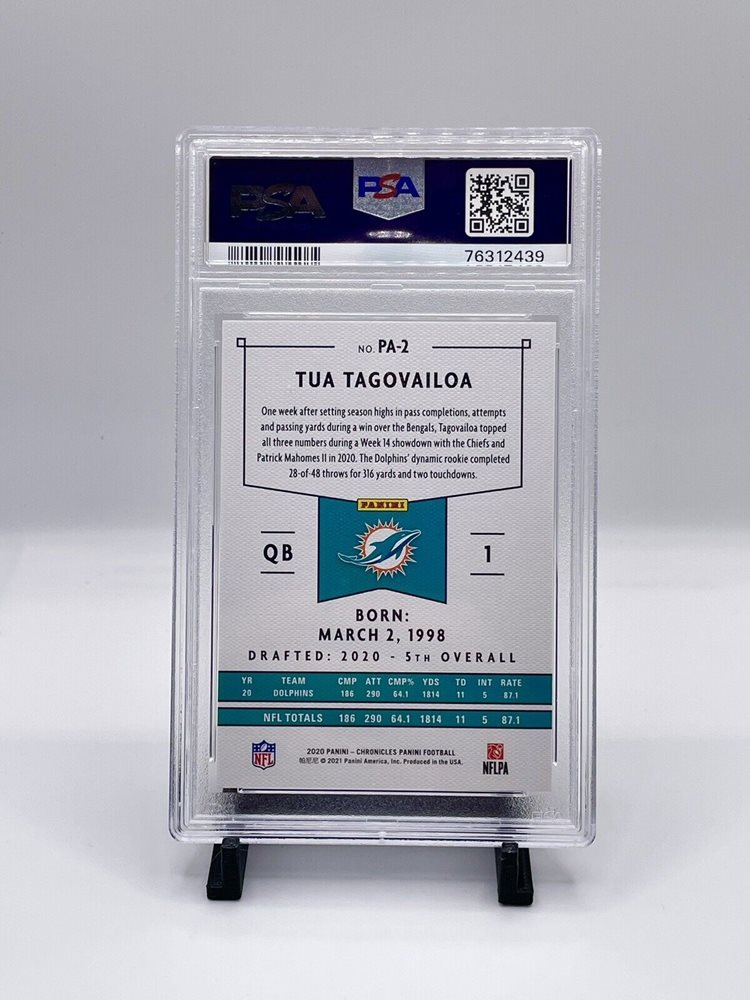 PSA
PSA
76312439
NO. PA-2
TUA TAGOVAILOA
One week after setting season highs in pass completions, attempts
and passing yards during a win over the Bengals, Tagovailoa topped
all three numbers during a Week 14 showdown with the Chiefs and
Patrick Mahomes II in 2020. The Dolphins' dynamic rookie completed
28-of-48 throws for 316 yards and two touchdowns.
PANINI
QB
1
BORN:
MARCH 2, 1998
DRAFTED: 2020 - 5TH OVERALL
YR TEAM CMP ATT CMP% YDS TD INT RATE
20 DOLPHINS 186 290 64.1 1814 11 5 87.1
NFL TOTALS 186 290 64.1 1814 11 5 87.1
2020 PANINI – CHRONICLES PANINI FOOTBALL
帕尼尼 © 2021 Panini America, Inc. Produced in the USA.
NFL
NFLPA